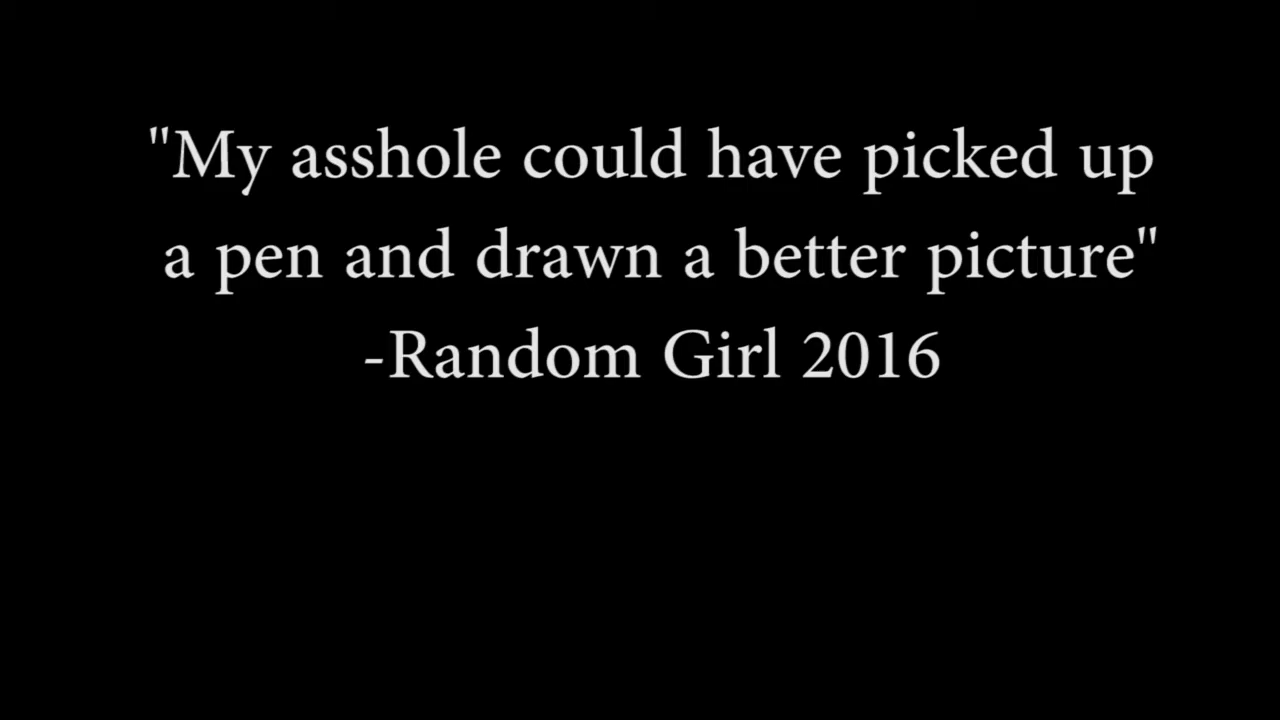 "My asshole could have picked up
a pen and drawn a better picture"
-Random Girl 2016